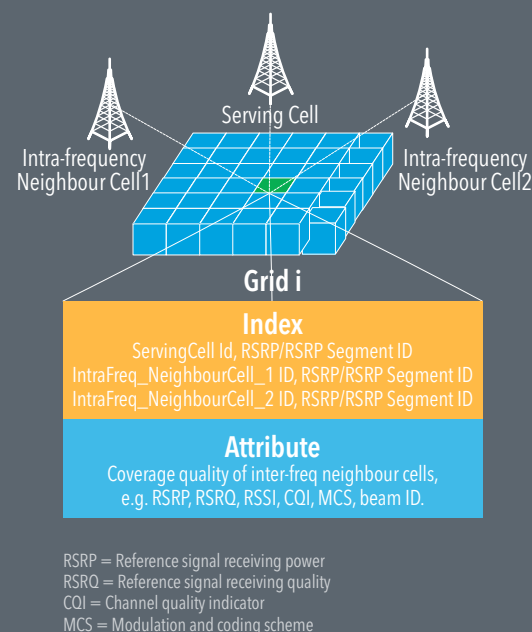 Serving Cell
Intra-frequency
Neighbour Cell1
Intra-frequency
Neighbour Cell2
Grid i
Index
ServingCell Id, RSRP/RSRP Segment ID
IntraFreq_NeighbourCell_1 ID, RSRP/RSRP Segment ID
IntraFreq_NeighbourCell_2 ID, RSRP/RSRP Segment ID
Attribute
Coverage quality of inter-freq neighbour cells,
e.g. RSRP, RSRQ, RSSI, CQI, MCS, beam ID.
RSRP = Reference signal receiving power
RSRQ = Reference signal receiving quality
CQI = Channel quality indicator
MCS = Modulation and coding scheme